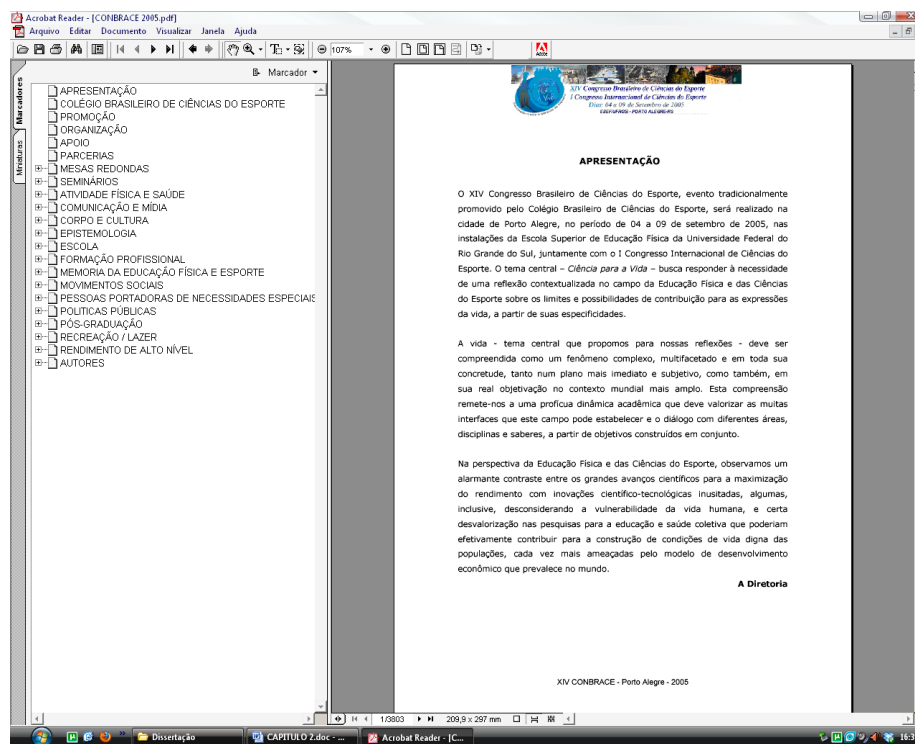 Acrobat Reader - [CONBRACE 2005.pdf]
Arquivo Editar Documento Visualizar Janela Ajuda
107%
Adobe
Marcador
Marcadores
Miniaturas
APRESENTAÇÃO
COLÉGIO BRASILEIRO DE CIÊNCIAS DO ESPORTE
PROMOÇÃO
ORGANIZAÇÃO
APOIO
PARCERIAS
MESAS REDONDAS
SEMINÁRIOS
ATIVIDADE FÍSICA E SAÚDE
COMUNICAÇÃO E MÍDIA
CORPO E CULTURA
EPISTEMOLOGIA
ESCOLA
FORMAÇÃO PROFISSIONAL
MEMORIA DA EDUCAÇÃO FÍSICA E ESPORTE
MOVIMENTOS SOCIAIS
PESSOAS PORTADORAS DE NECESSIDADES ESPECIAIS
POLITICAS PÚBLICAS
PÓS-GRADUAÇÃO
RECREAÇÃO / LAZER
RENDIMENTO DE ALTO NÍVEL
AUTORES
XIV Congresso Brasileiro de Ciências do Esporte
I Congresso Internacional de Ciências do Esporte
Dias: 04 a 09 de Setembro de 2005
ESEF/UFRGS - PORTO ALEGRE-RS
APRESENTAÇÃO
O XIV Congresso Brasileiro de Ciências do Esporte, evento tradicionalmente
promovido pelo Colégio Brasileiro de Ciências do Esporte, será realizado na
cidade de Porto Alegre, no período de 04 a 09 de setembro de 2005, nas
instalações da Escola Superior de Educação Física da Universidade Federal do
Rio Grande do Sul, juntamente com o I Congresso Internacional de Ciências do
Esporte. O tema central – Ciência para a Vida – busca responder à necessidade
de uma reflexão contextualizada no campo da Educação Física e das Ciências
do Esporte sobre os limites e possibilidades de contribuição para as expressões
da vida, a partir de suas especificidades.
A vida - tema central que propomos para nossas reflexões - deve ser
compreendida como um fenômeno complexo, multifacetado e em toda sua
concretude, tanto num plano mais imediato e subjetivo, como também, em
sua real objetivação no contexto mundial mais amplo. Esta compreensão
remete-nos a uma profícua dinâmica acadêmica que deve valorizar as muitas
interfaces que este campo pode estabelecer e o diálogo com diferentes áreas,
disciplinas e saberes, a partir de objetivos construídos em conjunto.
Na perspectiva da Educação Física e das Ciências do Esporte, observamos um
alarmante contraste entre os grandes avanços científicos para a maximização
do rendimento com inovações científico-tecnológicas inusitadas, algumas,
inclusive, desconsiderando a vulnerabilidade da vida humana, e certa
desvalorização nas pesquisas para a educação e saúde coletiva que poderiam
efetivamente contribuir para a construção de condições de vida digna das
populações, cada vez mais ameaçadas pelo modelo de desenvolvimento
econômico que prevalece no mundo.
A Diretoria
XIV CONBRACE - Porto Alegre - 2005
1/3803
209,9 x 297 mm
Dissertação
CAPITULO 2.doc - ...
Acrobat Reader - [C...
16:3